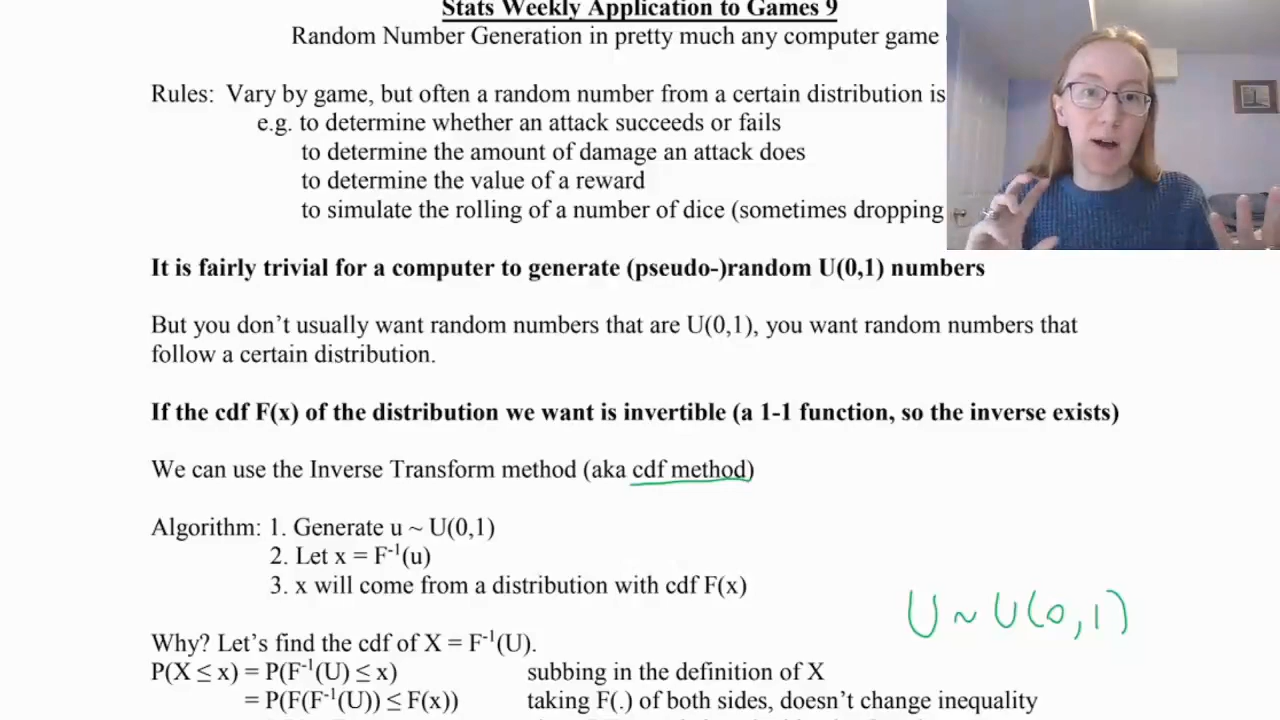 Stats Weekly Application to Games 9
Random Number Generation in pretty much any computer game
Rules: Vary by game, but often a random number from a certain distribution is
e.g. to determine whether an attack succeeds or fails
to determine the amount of damage an attack does
to determine the value of a reward
to simulate the rolling of a number of dice (sometimes dropping
It is fairly trivial for a computer to generate (pseudo-)random U(0,1) numbers
But you don’t usually want random numbers that are U(0,1), you want random numbers that
follow a certain distribution.
If the cdf F(x) of the distribution we want is invertible (a 1-1 function, so the inverse exists)
We can use the Inverse Transform method (aka cdf method)
Algorithm: 1. Generate u ~ U(0,1)
2. Let x = F⁻¹(u)
3. x will come from a distribution with cdf F(x)
U ~ U(0,1)
Why? Let’s find the cdf of X = F⁻¹(U).
P(X ≤ x) = P(F⁻¹(U) ≤ x) subbing in the definition of X
= P(F(F⁻¹(U)) ≤ F(x)) taking F(.) of both sides, doesn’t change inequality